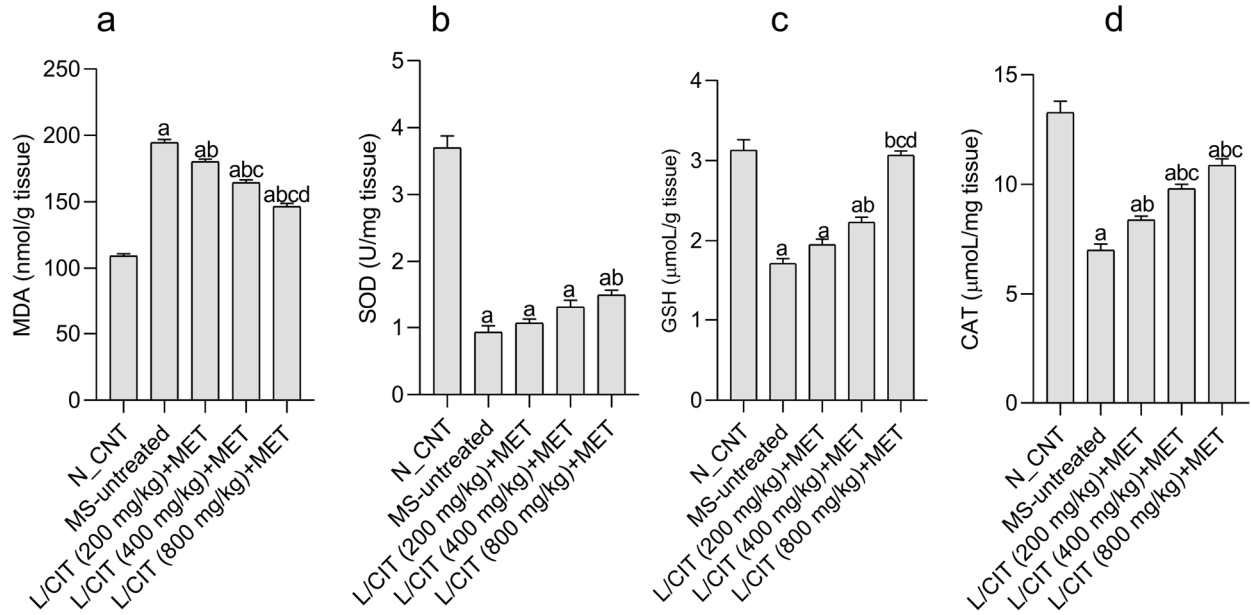 a
MDA (nmol/g tissue)
250
200
150
100
50
0
a
ab
abc
abcd
N_CNT
MS-untreated
L/CIT (200 mg/kg)+MET
L/CIT (400 mg/kg)+MET
L/CIT (800 mg/kg)+MET
b
SOD (U/mg tissue)
5
4
3
2
1
0
a
a
a
ab
N_CNT
MS-untreated
L/CIT (200 mg/kg)+MET
L/CIT (400 mg/kg)+MET
L/CIT (800 mg/kg)+MET
c
GSH (μmoL/g tissue)
4
3
2
1
0
a
a
ab
bcd
N_CNT
MS-untreated
L/CIT (200 mg/kg)+MET
L/CIT (400 mg/kg)+MET
L/CIT (800 mg/kg)+MET
d
CAT (μmoL/mg tissue)
15
10
5
0
a
ab
abc
abc
N_CNT
MS-untreated
L/CIT (200 mg/kg)+MET
L/CIT (400 mg/kg)+MET
L/CIT (800 mg/kg)+MET